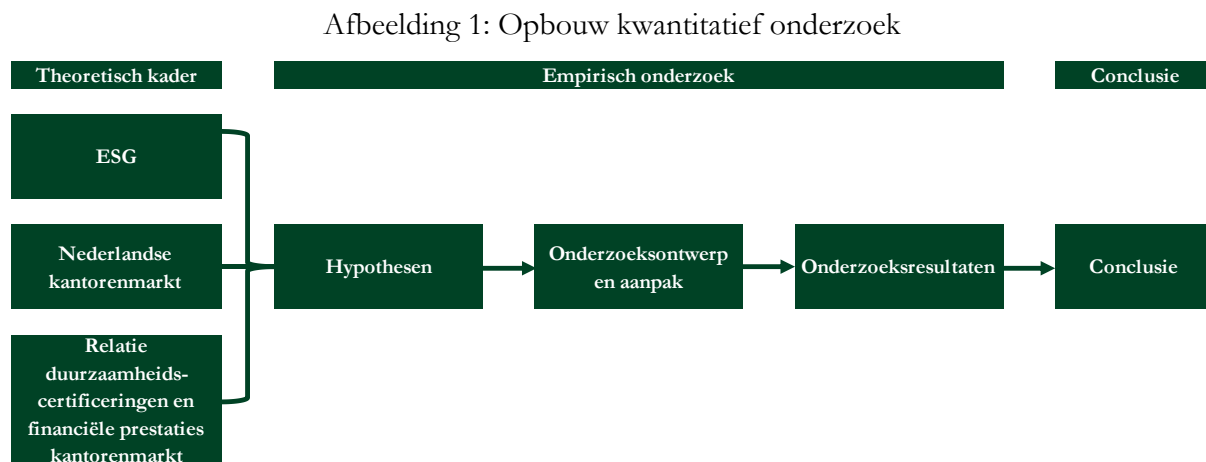 Afbeelding 1: Opbouw kwantitatief onderzoek
Theoretisch kader
Empirisch onderzoek
Conclusie
ESG
Nederlandse
kantorenmarkt
Relatie
duurzaamheids-
certificeringen en
financiële prestaties
kantorenmarkt
Hypothesen
Onderzoeksontwerp
en aanpak
Onderzoeksresultaten
Conclusie